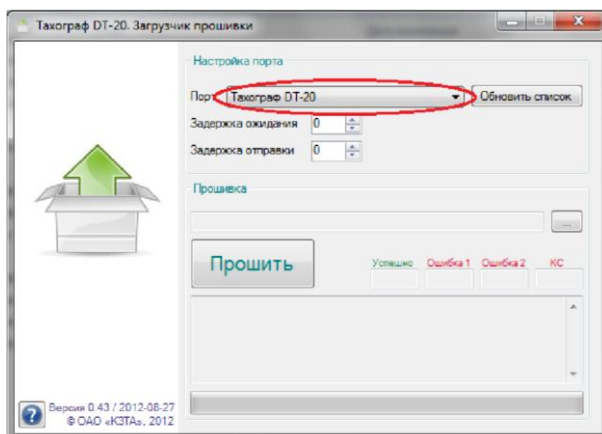 Тахограф DT-20. Загрузчик прошивки
Настройка порта
Порт Тахограф DT-20 Обновить список
Задержка ожидания 0
Задержка отправки 0
Прошивка
...
Прошить
Успешно Ошибка 1 Ошибка 2 КС
Версия 0.43 / 2012-08-27
© ОАО «КЗТА», 2012